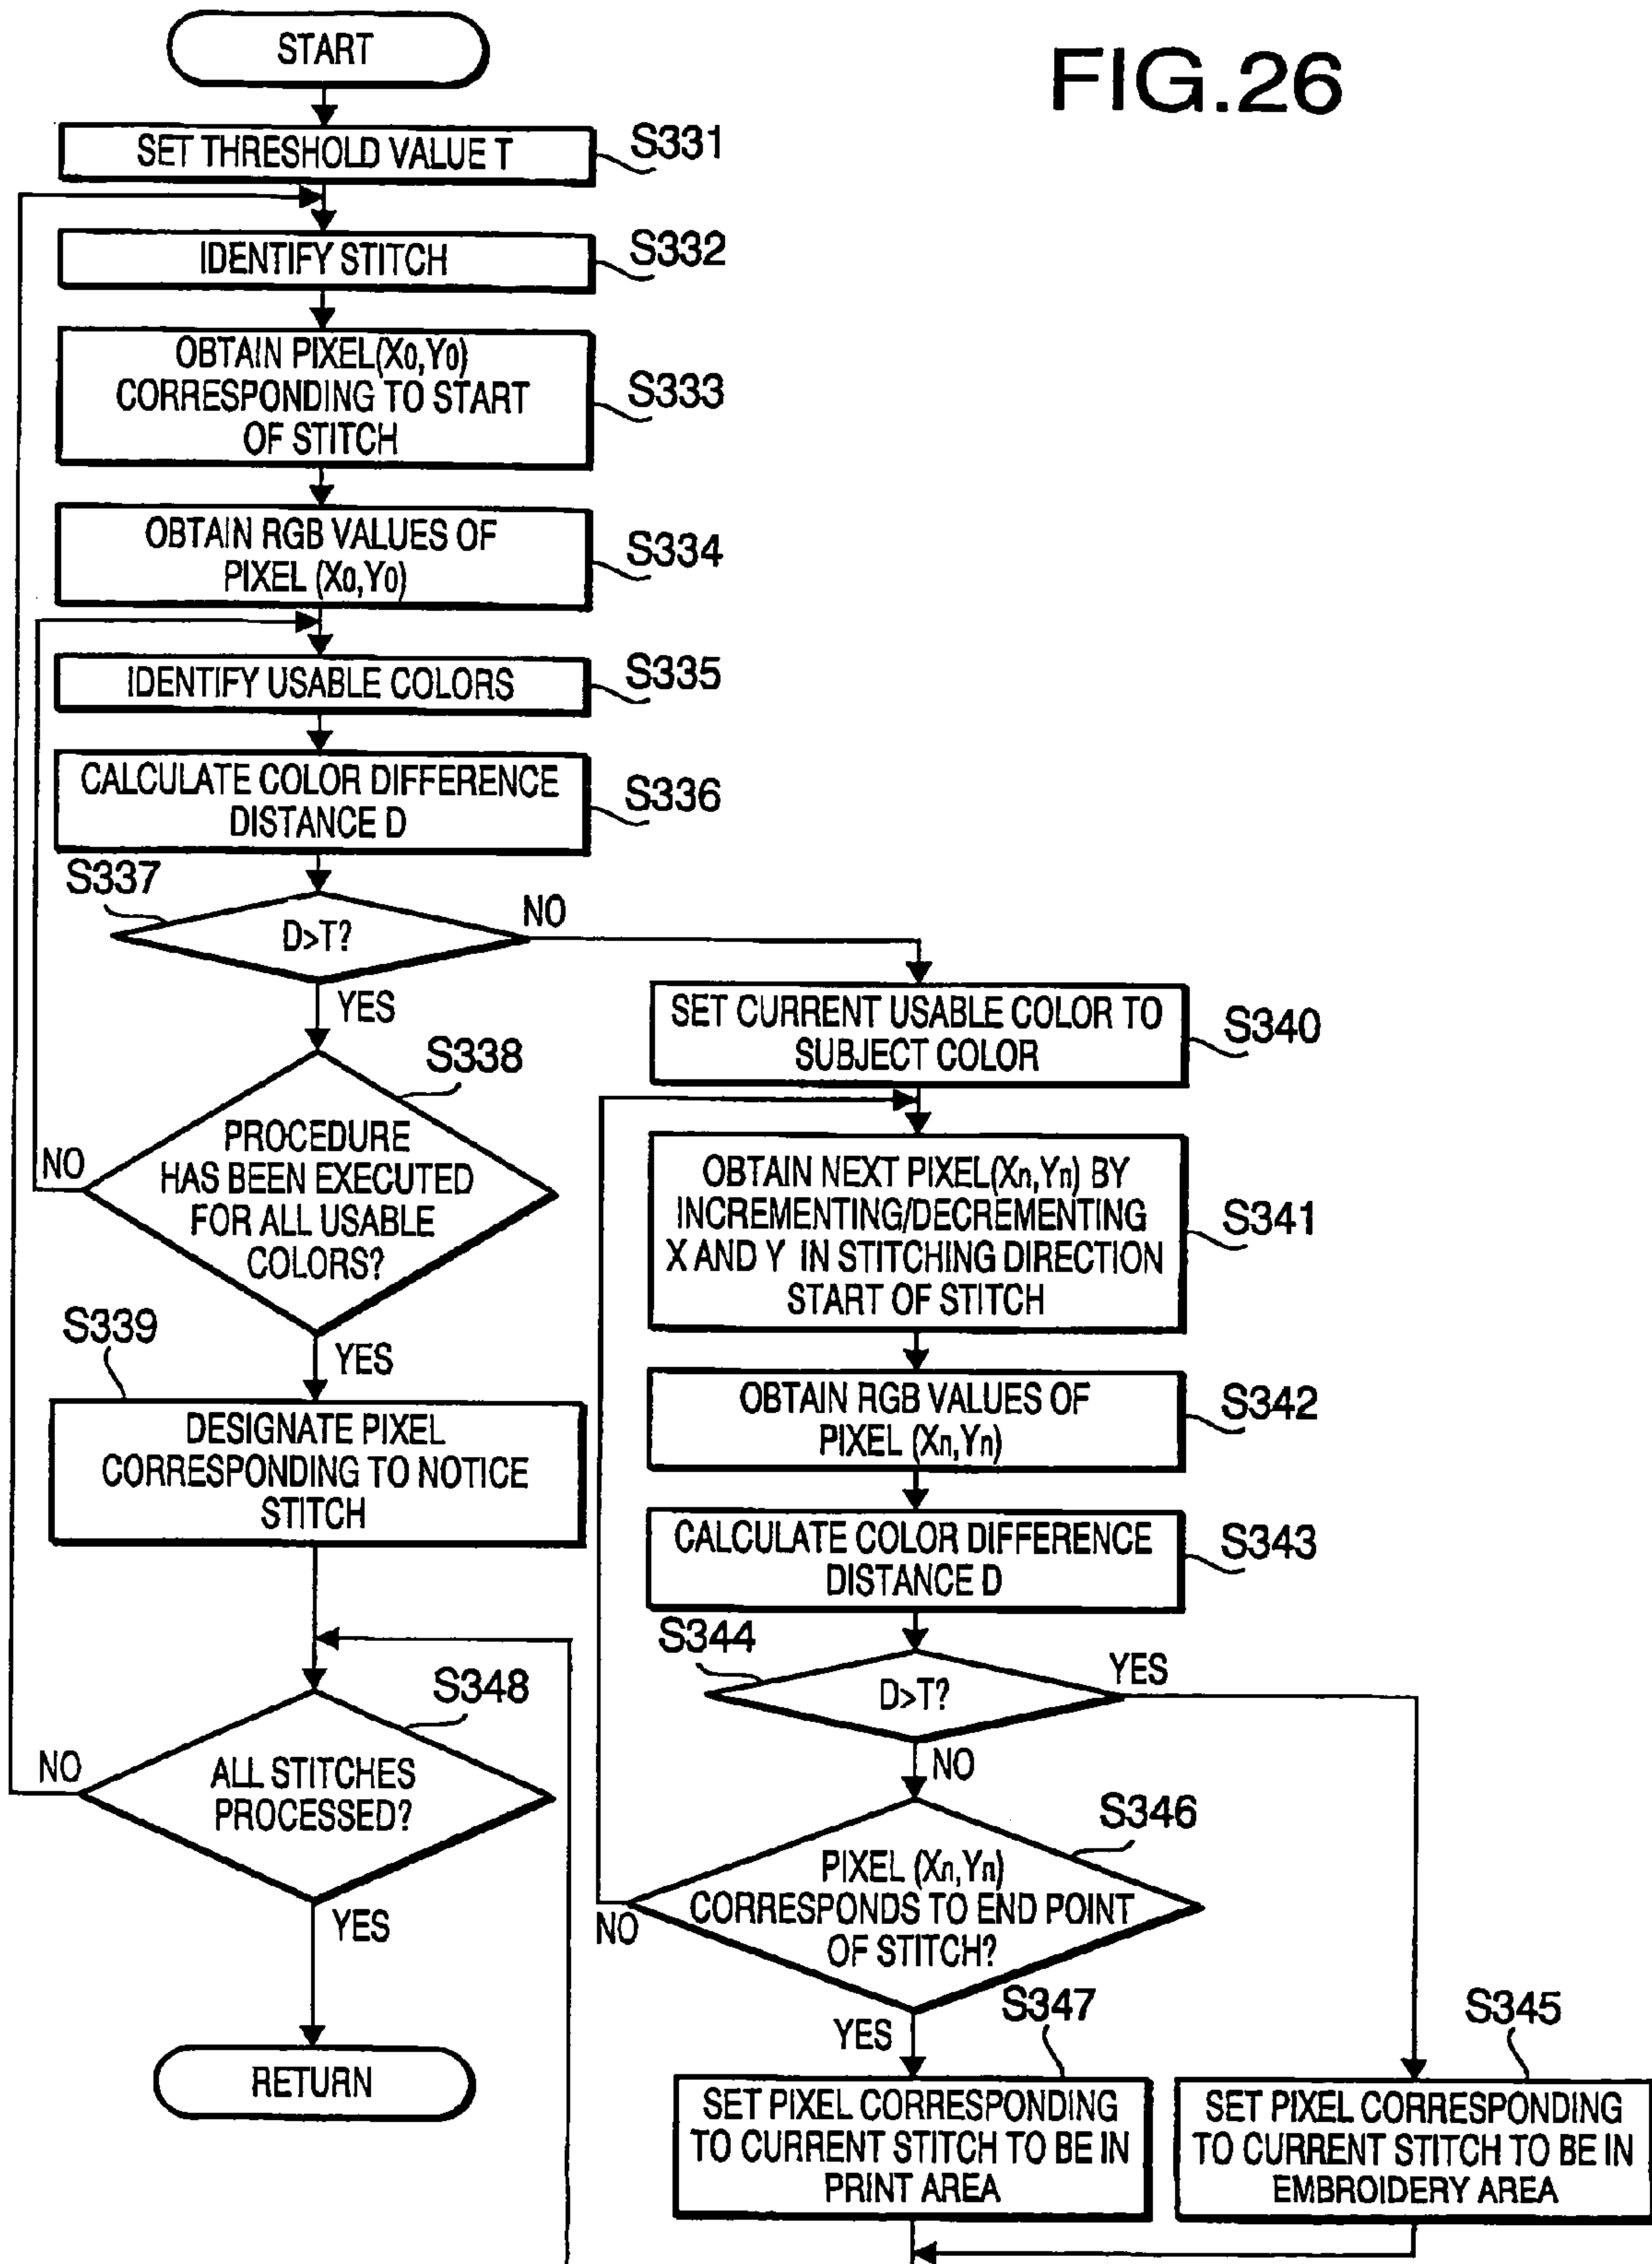 FIG.26
START
SET THRESHOLD VALUE T
S331
IDENTIFY STITCH
S332
OBTAIN PIXEL(X0,Y0)
CORRESPONDING TO START
OF STITCH
S333
OBTAIN RGB VALUES OF
PIXEL (X0,Y0)
S334
IDENTIFY USABLE COLORS
S335
CALCULATE COLOR DIFFERENCE
DISTANCE D
S336
S337
D>T?
NO
YES
S338
PROCEDURE
HAS BEEN EXECUTED
FOR ALL USABLE
COLORS?
NO
YES
S339
DESIGNATE PIXEL
CORRESPONDING TO NOTICE
STITCH
S348
ALL STITCHES
PROCESSED?
NO
YES
RETURN
SET CURRENT USABLE COLOR TO
SUBJECT COLOR
S340
OBTAIN NEXT PIXEL(Xn,Yn) BY
INCREMENTING/DECREMENTING
X AND Y IN STITCHING DIRECTION
START OF STITCH
S341
OBTAIN RGB VALUES OF
PIXEL (Xn,Yn)
S342
CALCULATE COLOR DIFFERENCE
DISTANCE D
S343
S344
D>T?
YES
NO
S346
PIXEL (Xn,Yn)
CORRESPONDS TO END POINT
OF STITCH?
NO
YES
S347
SET PIXEL CORRESPONDING
TO CURRENT STITCH TO BE IN
PRINT AREA
S345
SET PIXEL CORRESPONDING
TO CURRENT STITCH TO BE IN
EMBROIDERY AREA